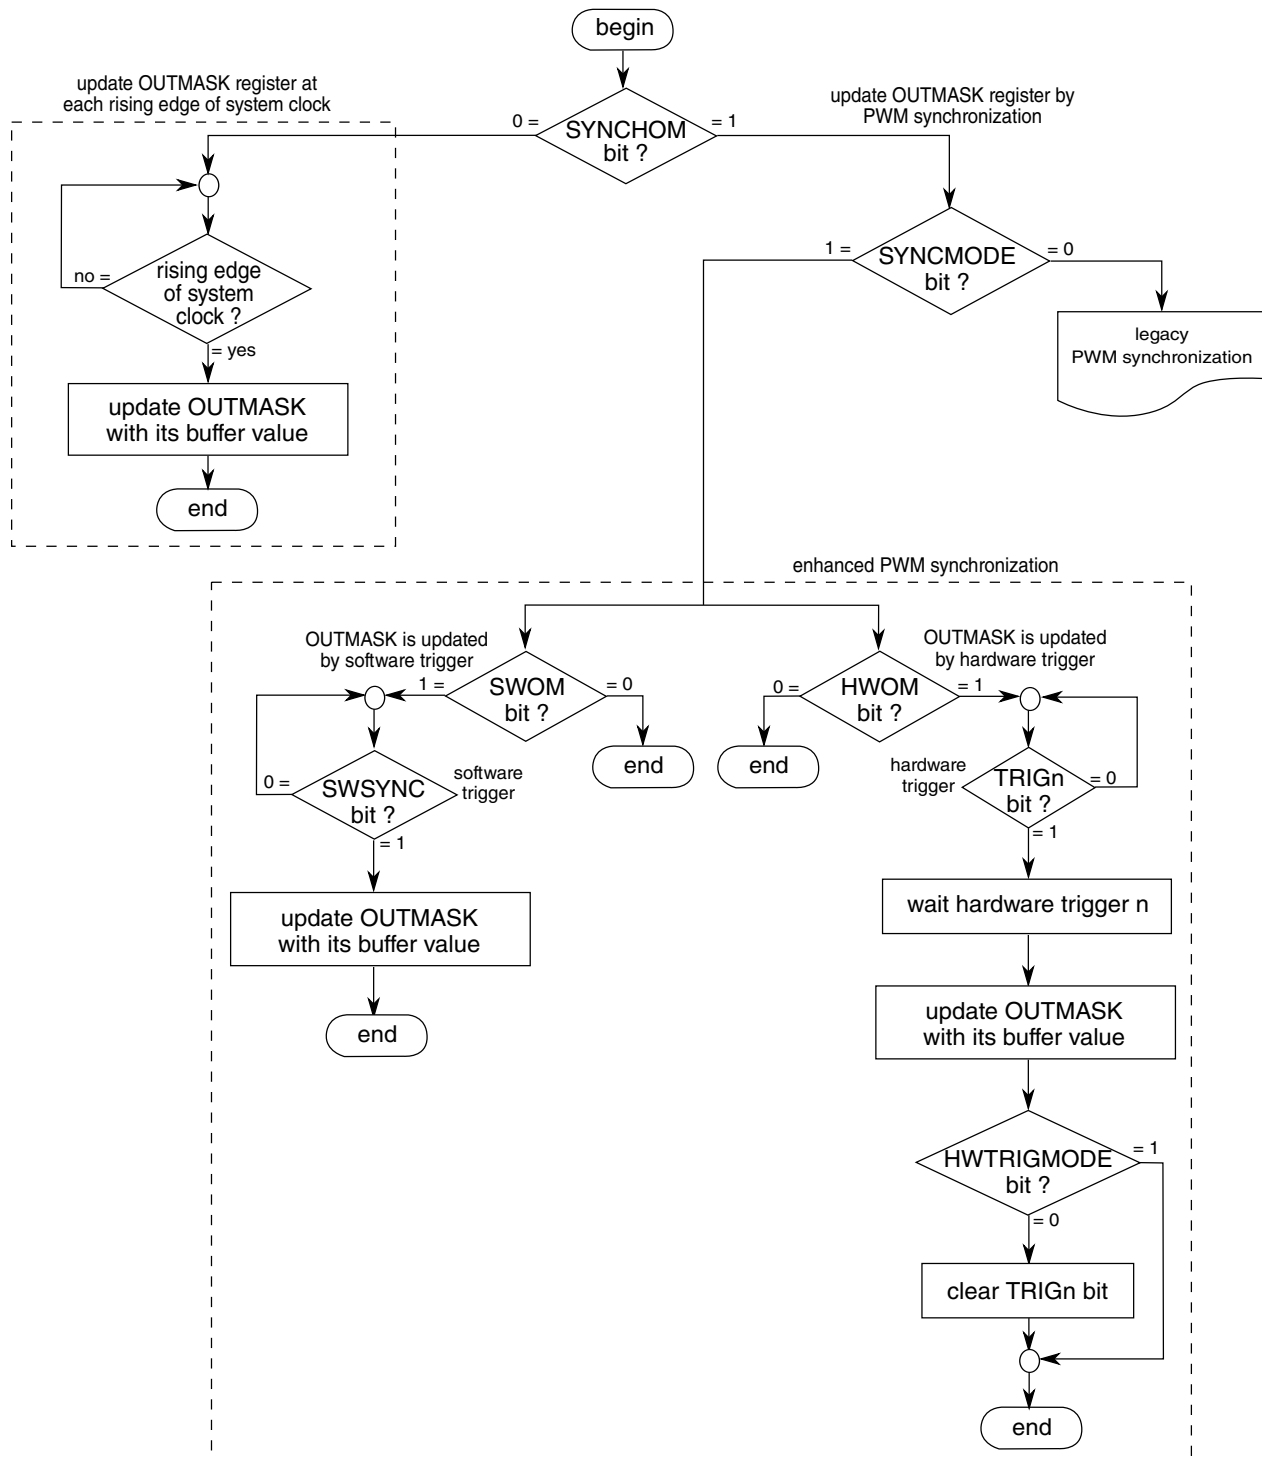 begin
update OUTMASK register at
each rising edge of system clock
update OUTMASK register by
PWM synchronization
0 =
SYNCHOM
bit ?
= 1
1 =
SYNCMODE
bit ?
= 0
no =
rising edge
of system
clock ?
= yes
legacy
PWM synchronization
update OUTMASK
with its buffer value
end
enhanced PWM synchronization
OUTMASK is updated
by software trigger
OUTMASK is updated
by hardware trigger
1 =
SWOM
bit ?
= 0
0 =
HWOM
bit ?
= 1
end
end
0 =
SWSYNC
bit ?
software
trigger
= 1
hardware
trigger
TRIGn
bit ?
= 0
= 1
update OUTMASK
with its buffer value
end
wait hardware trigger n
update OUTMASK
with its buffer value
HWTRIGMODE
bit ?
= 1
= 0
clear TRIGn bit
end